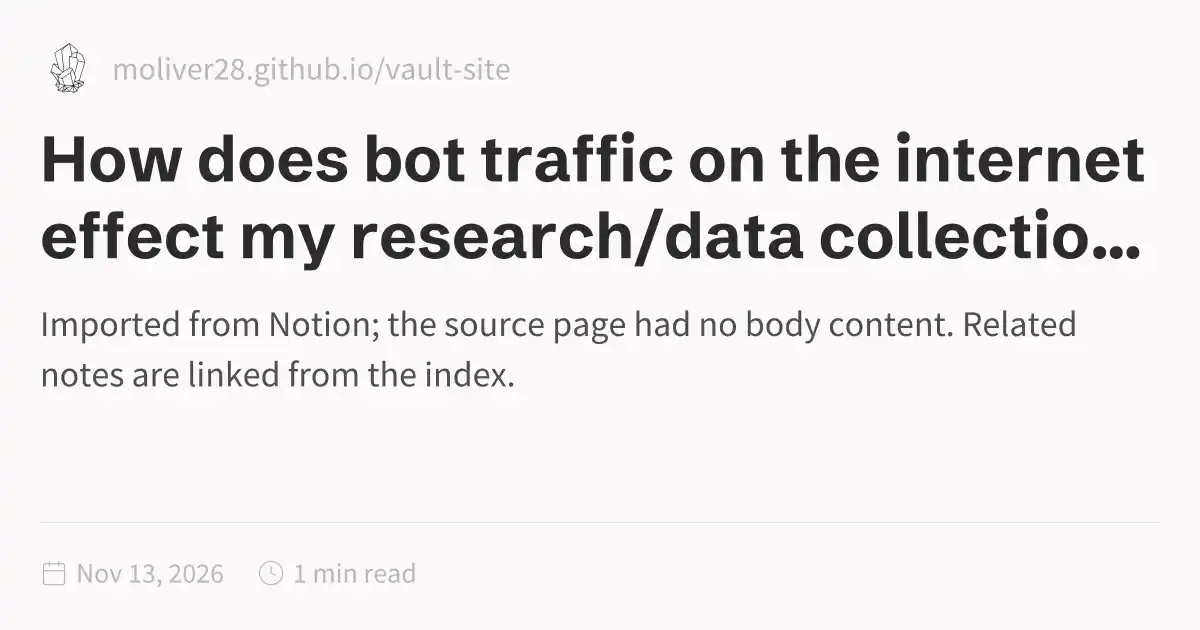 moliver28.github.io/vault-site
How does bot traffic on the internet
effect my research/data collectio...
Imported from Notion; the source page had no body content. Related
notes are linked from the index.
Nov 13, 2026 1 min read